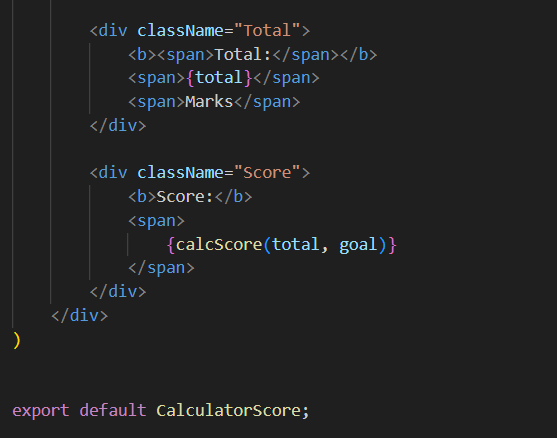 <div className="Total">
<b><span>Total:</span></b>
<span>{total}</span>
<span>Marks</span>
</div>
<div className="Score">
<b>Score:</b>
<span>
{calcScore(total, goal)}
</span>
</div>
</div>
)
export default CalculatorScore;